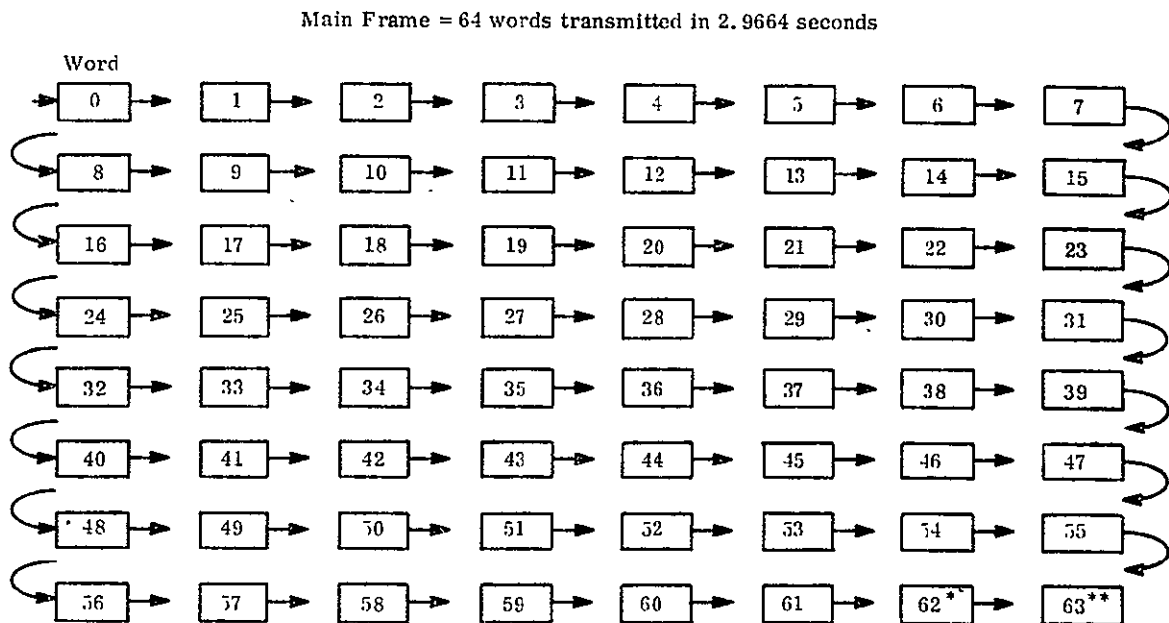 Main Frame = 64 words transmitted in 2.9664 seconds
Word
0 1 2 3 4 5 6 7
8 9 10 11 12 13 14 15
16 17 18 19 20 21 22 23
24 25 26 27 28 29 30 31
32 33 34 35 36 37 38 39
40 41 42 43 44 45 46 47
48 49 50 51 52 53 54 55
56 57 58 59 60 61 62* 63**